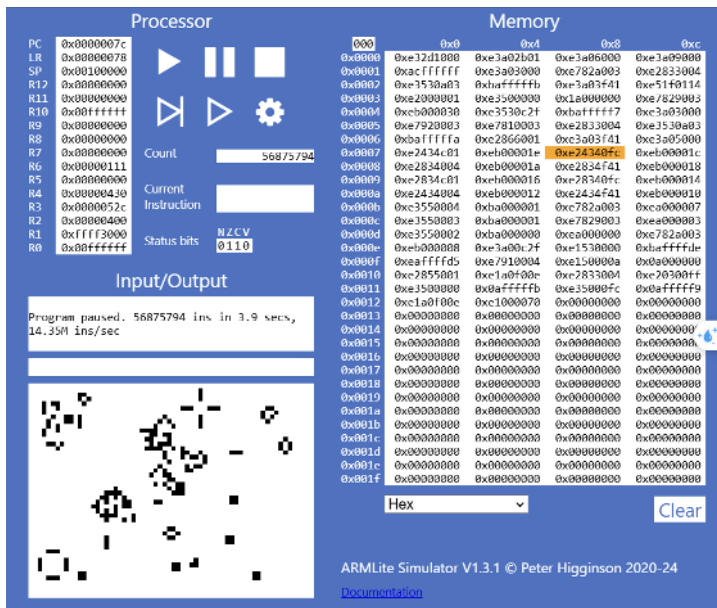 Processor
PC 0x0000007c
LR 0x00000078
SP 0x00100000
R12 0x00000000
R11 0x00000000
R10 0x00ffffff
R9 0x00000000
R8 0x00000000
R7 0x00000000
R6 0x00000111
R5 0x00000000
R4 0x00000430
R3 0x0000052c
R2 0x00000400
R1 0xffff3000
R0 0x00ffffff
Count 56875794
Current
Instruction
Status bits
NZCV
0110
Input/Output
Program paused. 56875794 ins in 3.9 secs,
14.35M ins/sec
Memory
000 0x0 0x4 0x8 0xc
0x0000 0xe32d1000 0xe3a02b01 0xe3a06000 0xe3a09000
0x0001 0xacffffff 0xe3a03000 0xe782a003 0xe2833004
0x0002 0xe3530a03 0xbafffffb 0xe3a03f41 0xe51f0114
0x0003 0xe2000001 0xe3500000 0x1a000000 0xe7829003
0x0004 0xeb000030 0xe3530c2f 0xbafffff7 0xe3a03000
0x0005 0xe7920003 0xe7810003 0xe2833004 0xe3530a03
0x0006 0xbafffffa 0xe2866001 0xe3a03f41 0xe3a05000
0x0007 0xe2434c01 0xeb00001e 0xe24340fc 0xeb00001c
0x0008 0xe2834004 0xeb00001a 0xe2834f41 0xeb000018
0x0009 0xe2834c01 0xeb000016 0xe28340fc 0xeb000014
0x000a 0xe2434004 0xeb000012 0xe2434f41 0xeb000010
0x000b 0xe3550004 0xba000001 0xe782a003 0xea000007
0x000c 0xe3550003 0xba000001 0xe7829003 0xea000003
0x000d 0xe3550002 0xba000000 0xea000000 0xe782a003
0x000e 0xeb000008 0xe3a00c2f 0xe1530000 0xbaffffde
0x000f 0xeaffffd5 0xe7910004 0xe150000a 0x0a000000
0x0010 0xe2855001 0xe1a0f00e 0xe2833004 0xe20300ff
0x0011 0xe3500000 0x0afffffb 0xe35000fc 0x0afffff9
0x0012 0xe1a0f00e 0xe1000070 0x00000000 0x00000000
0x0013 0x00000000 0x00000000 0x00000000 0x00000000
0x0014 0x00000000 0x00000000 0x00000000 0x00000000
0x0015 0x00000000 0x00000000 0x00000000 0x00000000
0x0016 0x00000000 0x00000000 0x00000000 0x00000000
0x0017 0x00000000 0x00000000 0x00000000 0x00000000
0x0018 0x00000000 0x00000000 0x00000000 0x00000000
0x0019 0x00000000 0x00000000 0x00000000 0x00000000
0x001a 0x00000000 0x00000000 0x00000000 0x00000000
0x001b 0x00000000 0x00000000 0x00000000 0x00000000
0x001c 0x00000000 0x00000000 0x00000000 0x00000000
0x001d 0x00000000 0x00000000 0x00000000 0x00000000
0x001e 0x00000000 0x00000000 0x00000000 0x00000000
0x001f 0x00000000 0x00000000 0x00000000 0x00000000
Hex
Clear
ARMLite Simulator V1.3.1 © Peter Higginson 2020-24
Documentation